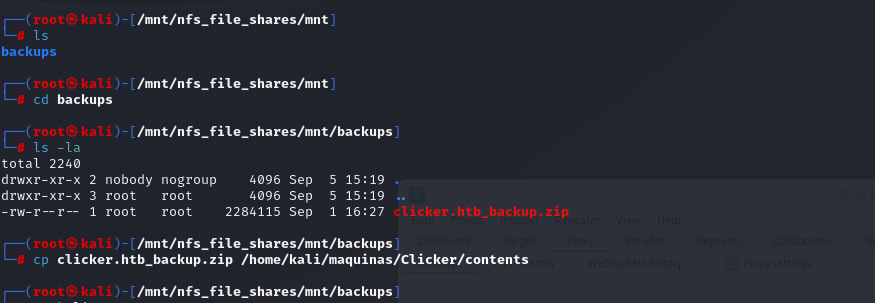 ┌──(root㉿kali)-[/mnt/nfs_file_shares/mnt]
└─# ls
backups
┌──(root㉿kali)-[/mnt/nfs_file_shares/mnt]
└─# cd backups
┌──(root㉿kali)-[/mnt/nfs_file_shares/mnt/backups]
└─# ls -la
total 2240
drwxr-xr-x 2 nobody nogroup    4096 Sep  5 15:19 .
drwxr-xr-x 3 root   root       4096 Sep  5 15:19 ..
-rw-r--r-- 1 root   root    2284115 Sep  1 16:27 clicker.htb_backup.zip
Project Intruder Repeater View Help
Dashboard Target Proxy Intruder Repeater Collaborator
┌──(root㉿kali)-[/mnt/nfs_file_shares/mnt/backups]
└─# cp clicker.htb_backup.zip /home/kali/maquinas/Clicker/contents
history WebSockets history Proxy settings
┌──(root㉿kali)-[/mnt/nfs_file_shares/mnt/backups]